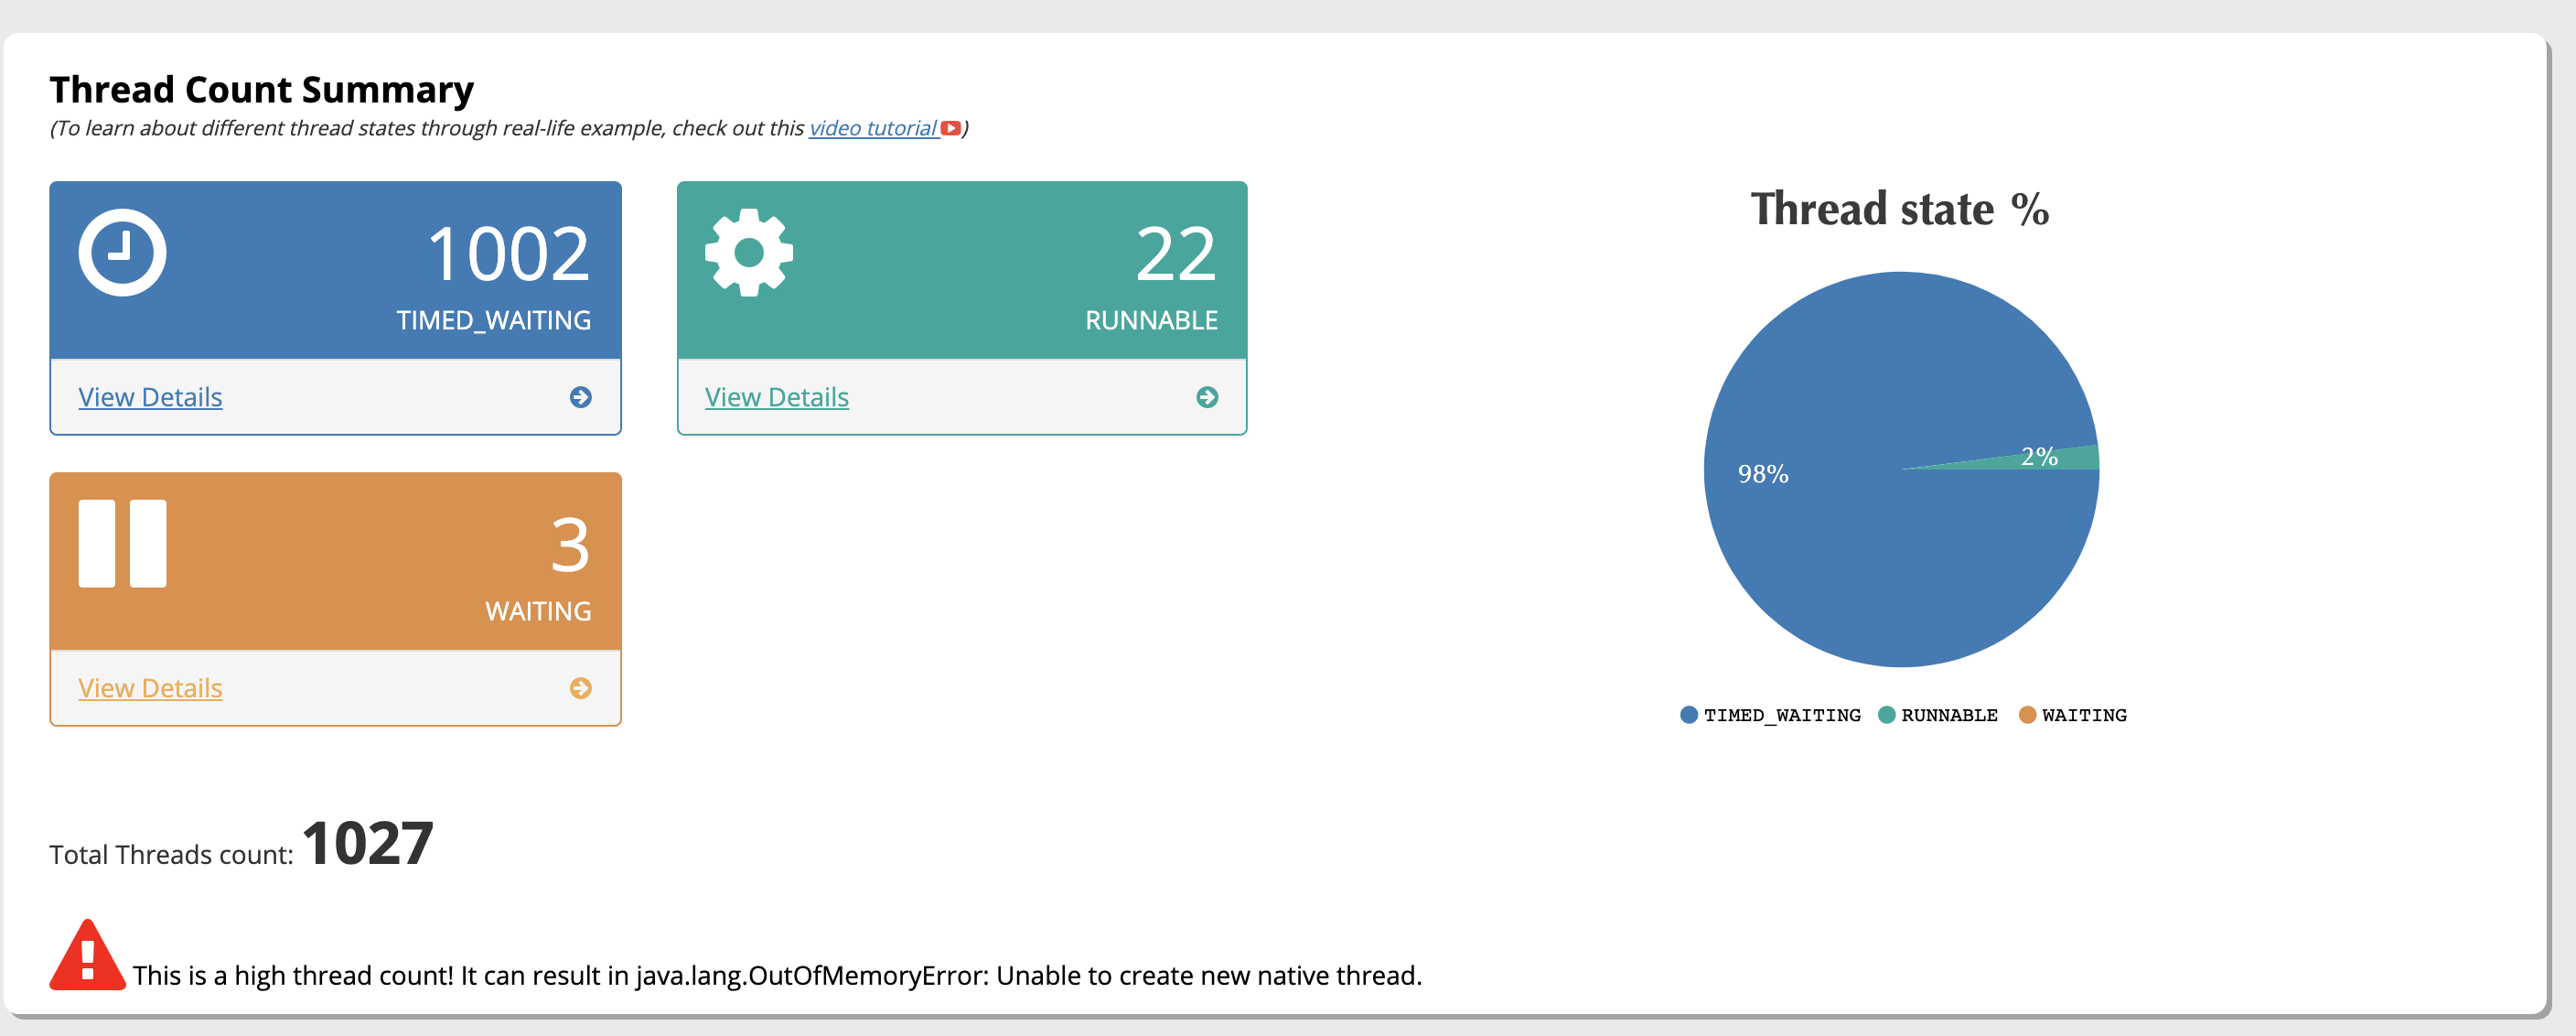 Thread Count Summary
(To learn about different thread states through real-life example, check out this video tutorial )
1002
TIMED_WAITING
View Details
22
RUNNABLE
View Details
3
WAITING
View Details
Thread state %
98%
2%
TIMED_WAITING RUNNABLE WAITING
Total Threads count: 1027
This is a high thread count! It can result in java.lang.OutOfMemoryError: Unable to create new native thread.